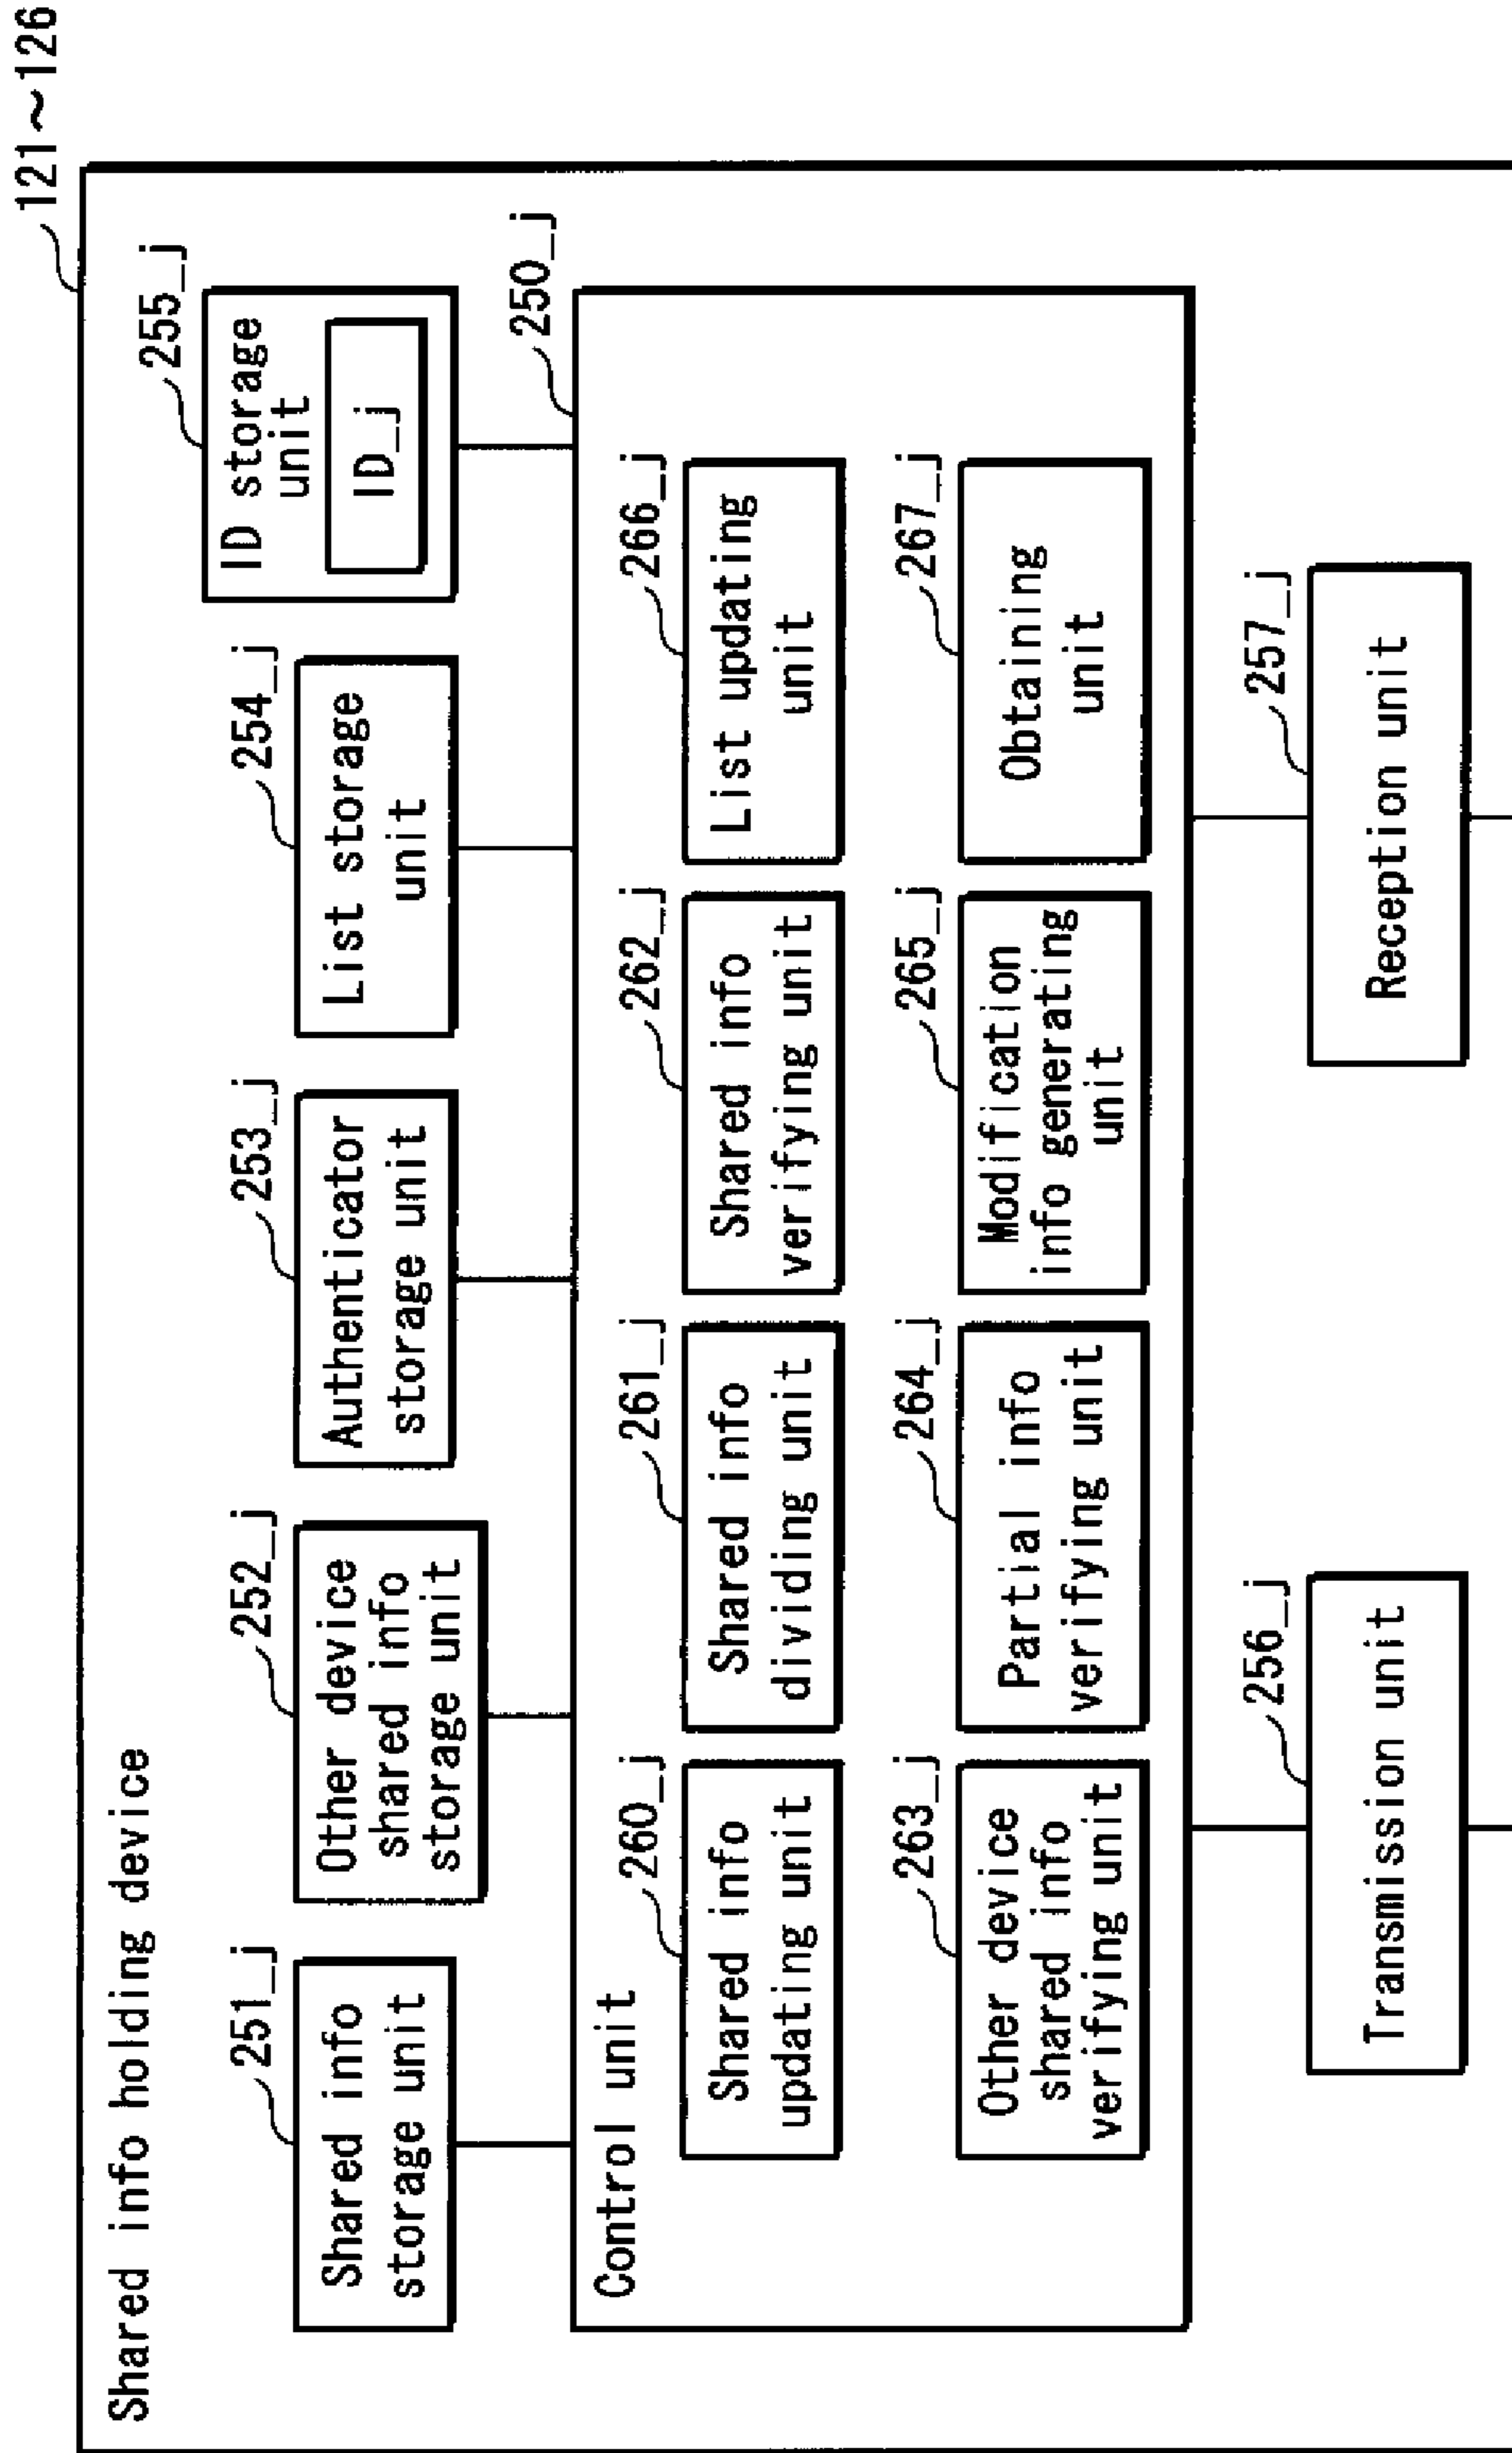 121~126
Shared info holding device
251_j
Shared info
storage unit
252_j
Other device
shared info
storage unit
253_j
Authenticator
storage unit
254_j
List storage
unit
255_j
ID storage
unit
ID_j
250_j
Control unit
260_j
Shared info
updating unit
261_j
Shared info
dividing unit
262_j
Shared info
verifying unit
266_j
List updating
unit
263_j
Other device
shared info
verifying unit
264_j
Partial info
verifying unit
265_j
Modification
info generating
unit
267_j
Obtaining
unit
256_j
Transmission unit
257_j
Reception unit